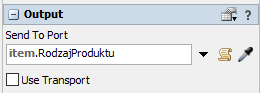 Output
?
Send To Port
item.RodzajProduktu
Use Transport